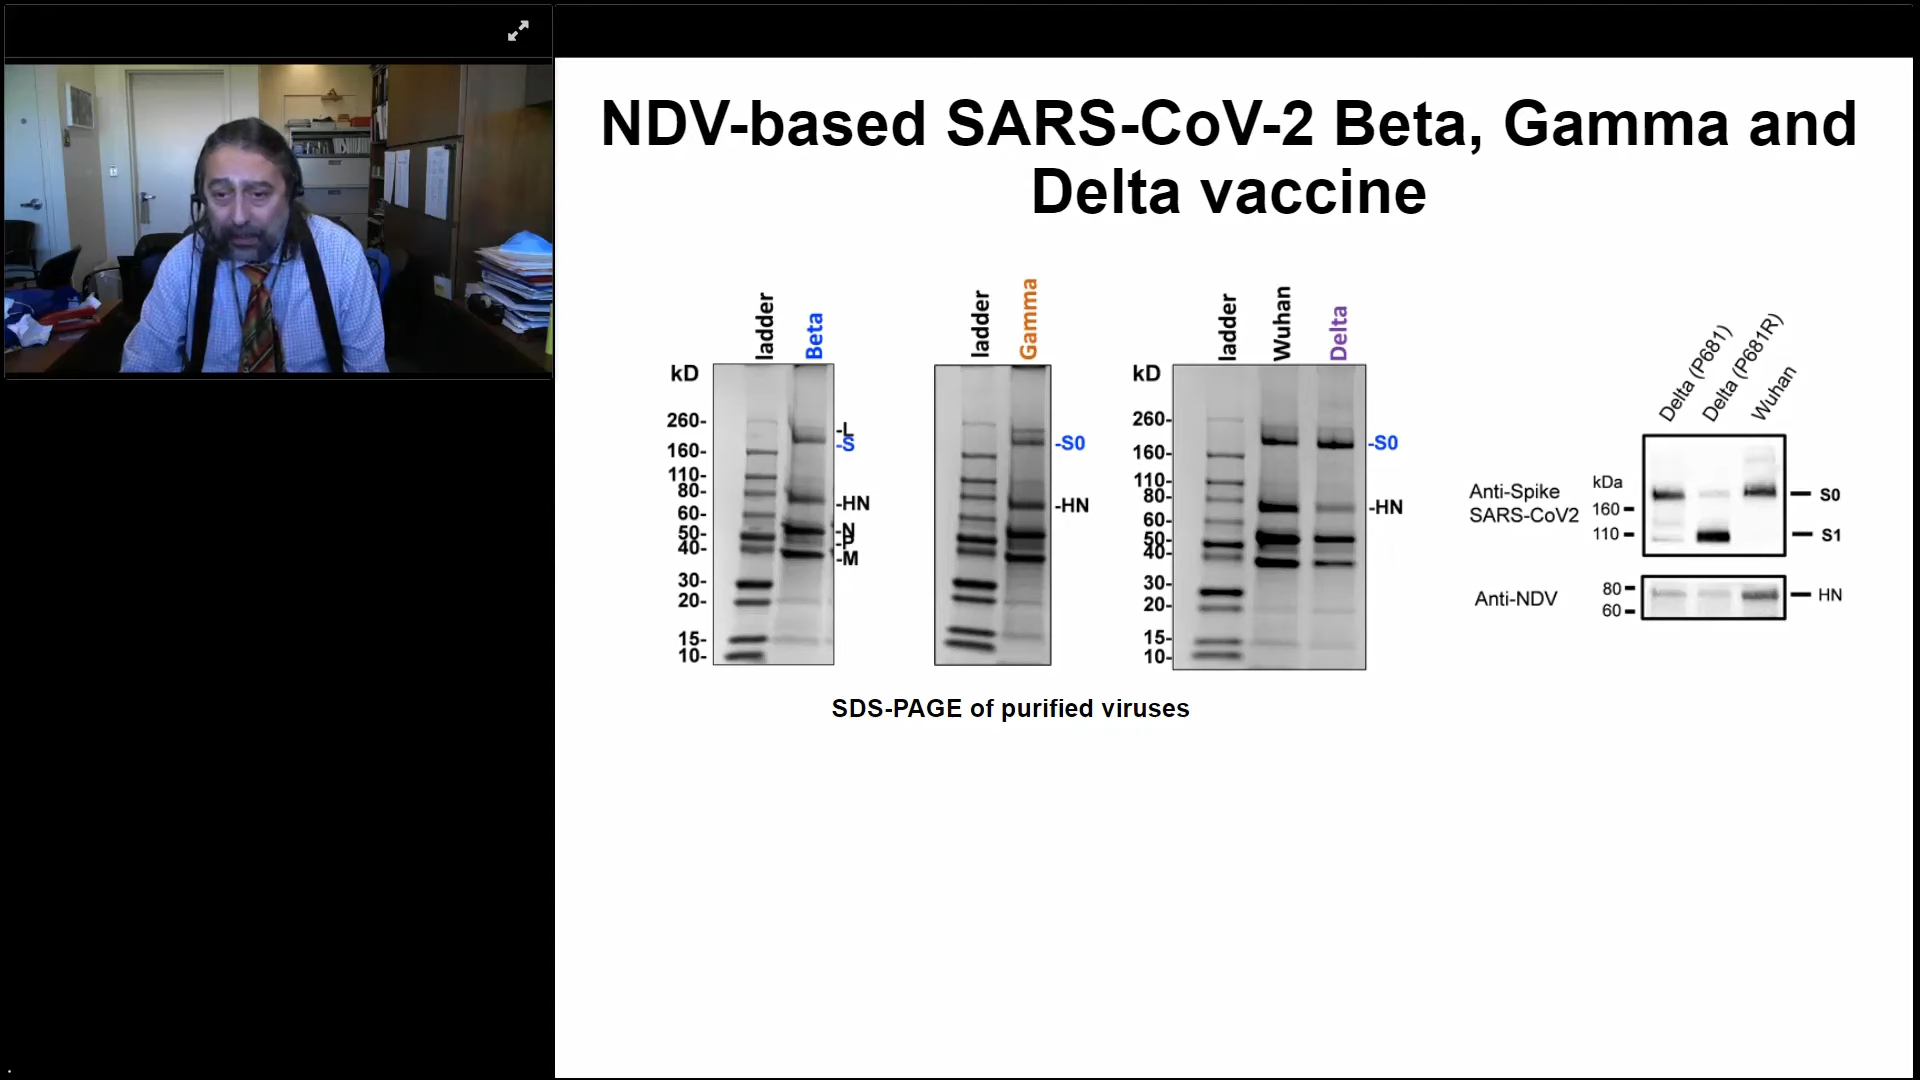 NDV-based SARS-CoV-2 Beta, Gamma and
Delta vaccine
ladder
Beta
kD
260-
160-
110-
80-
60-
50-
40-
30-
20-
15-
10-
-L
-S
-HN
-N
-P
-M
ladder
Gamma
-S0
-HN
ladder
Wuhan
Delta
kD
260-
160-
110-
80-
60-
50-
40-
30-
20-
15-
10-
-S0
-HN
SDS-PAGE of purified viruses
Delta (P681)
Delta (P681R)
Wuhan
Anti-Spike
SARS-CoV2
kDa
160
110
S0
S1
Anti-NDV
80
60
HN